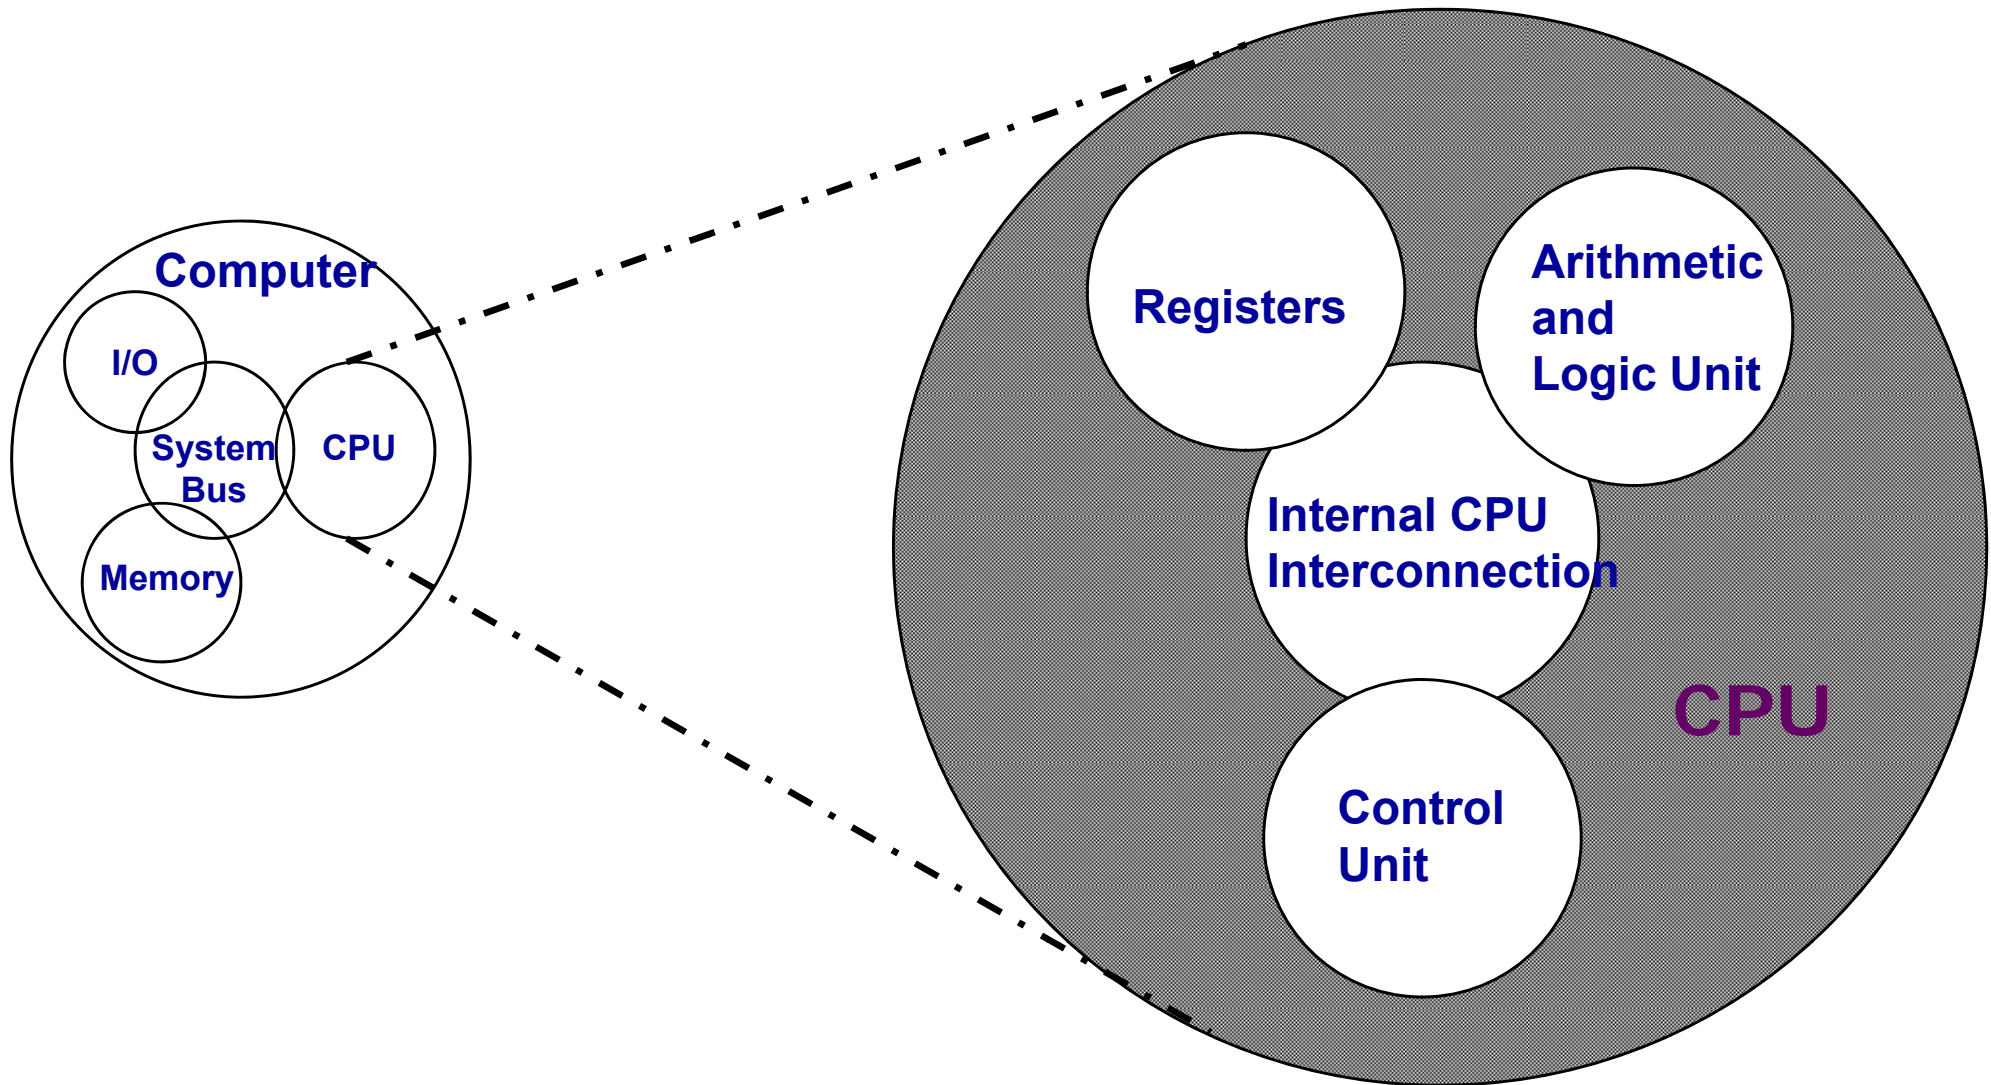 Computer
I/O
System
Bus
CPU
Memory
Registers
Arithmetic
and
Logic Unit
Internal CPU
Interconnection
CPU
Control
Unit